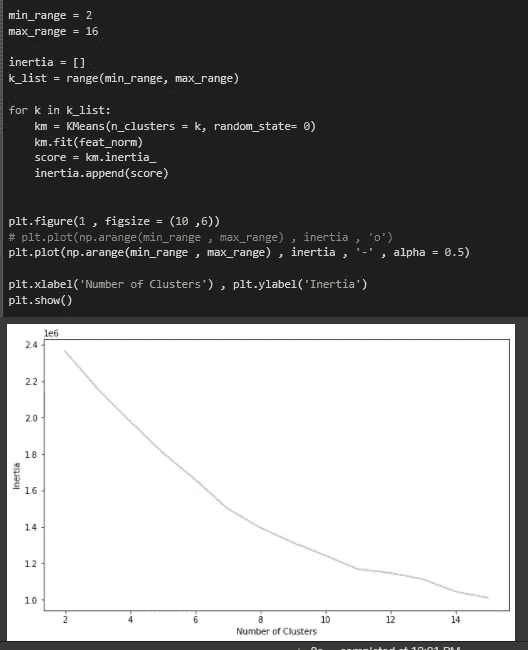 min_range = 2
max_range = 16
inertia = []
k_list = range(min_range, max_range)
for k in k_list:
km = KMeans(n_clusters = k, random_state= 0)
km.fit(feat_norm)
score = km.inertia_
inertia.append(score)
plt.figure(1 , figsize = (10 ,6))
# plt.plot(np.arange(min_range , max_range) , inertia , 'o')
plt.plot(np.arange(min_range , max_range) , inertia , '-' , alpha = 0.5)
plt.xlabel('Number of Clusters') , plt.ylabel('Inertia')
plt.show()
1e6
2.4
2.2
2.0
1.8
1.6
1.4
1.2
1.0
Inertia
2 4 6 8 10 12 14
Number of Clusters
completed at
PM